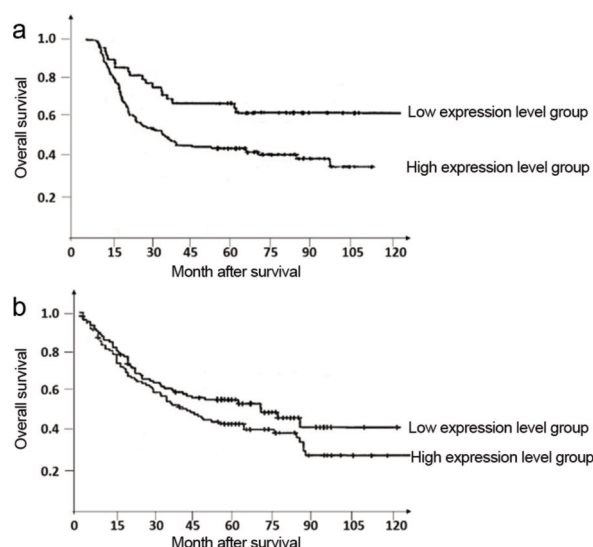 a
1.0
0.8
0.6
0.4
0.2
Overall survival
Low expression level group
High expression level group
0 15 30 45 60 75 90 105 120
Month after survival
b
1.0
0.8
0.6
0.4
0.2
Overall survival
Low expression level group
High expression level group
0 15 30 45 60 75 90 105 120
Month after survival